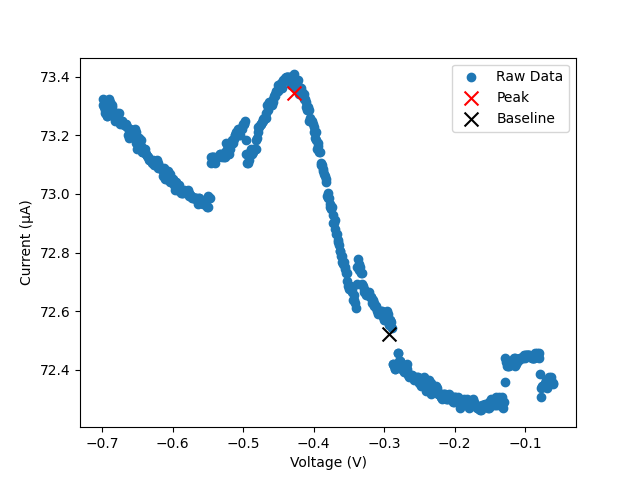 Raw Data
Peak
Baseline
73.4
73.2
73.0
72.8
72.6
72.4
Current (μA)
−0.7 −0.6 −0.5 −0.4 −0.3 −0.2 −0.1
Voltage (V)